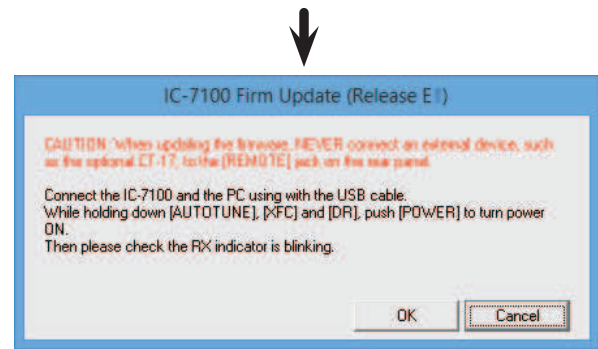 IC-7100 Firm Update (Release E1)
CAUTION: When updating the firmware, NEVER connect an external device, such
as the optional CT-17, to the [REMOTE] jack on the rear panel.
Connect the IC-7100 and the PC using with the USB cable.
While holding down [AUTOTUNE], [XFC] and [DR], push [POWER] to turn power
ON.
Then please check the RX indicator is blinking.
OK
Cancel